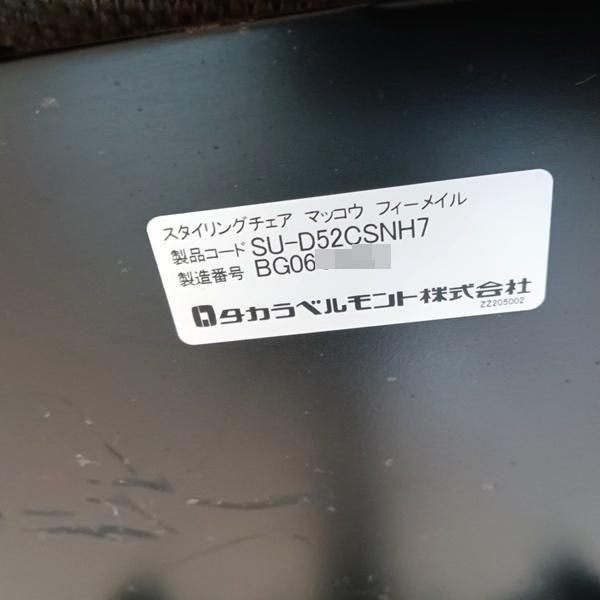 スタイリングチェア マッコウ フィーメイル
製品コード SU-D52CSNH7
製造番号 BG06
タカラベルモント株式会社
ZZ205002